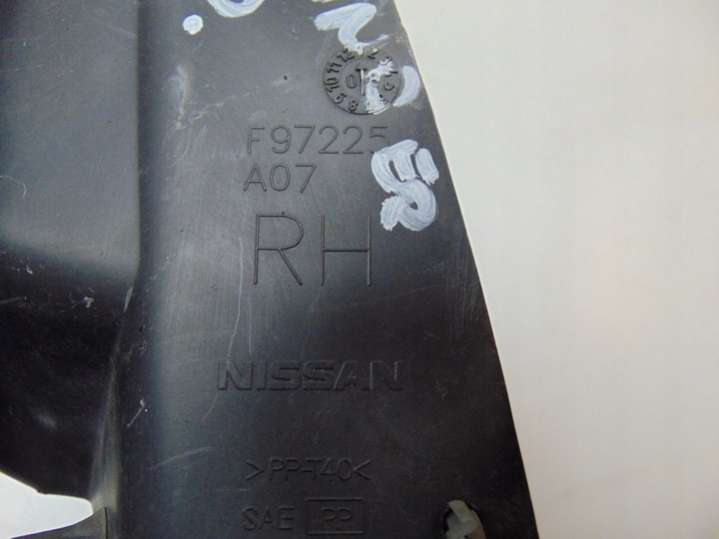 F97225
A07
RH
NISSAN
>PP-T40<
SAE PP